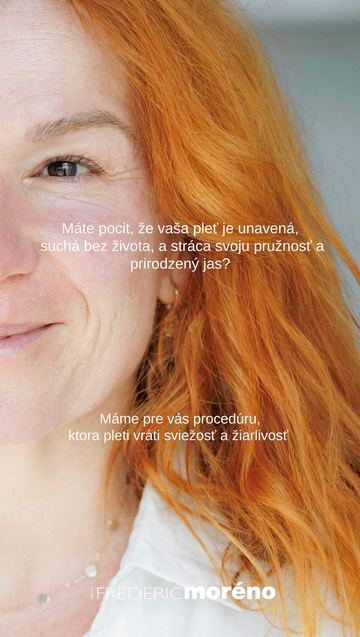 Máte pocit, že vaša pleť je unavená,
suchá bez života, a stráca svoju pružnosť a
prirodzený jas?
Máme pre vás procedúru,
ktora pleti vráti sviežosť a žiarlivosť
FREDERICmoréno